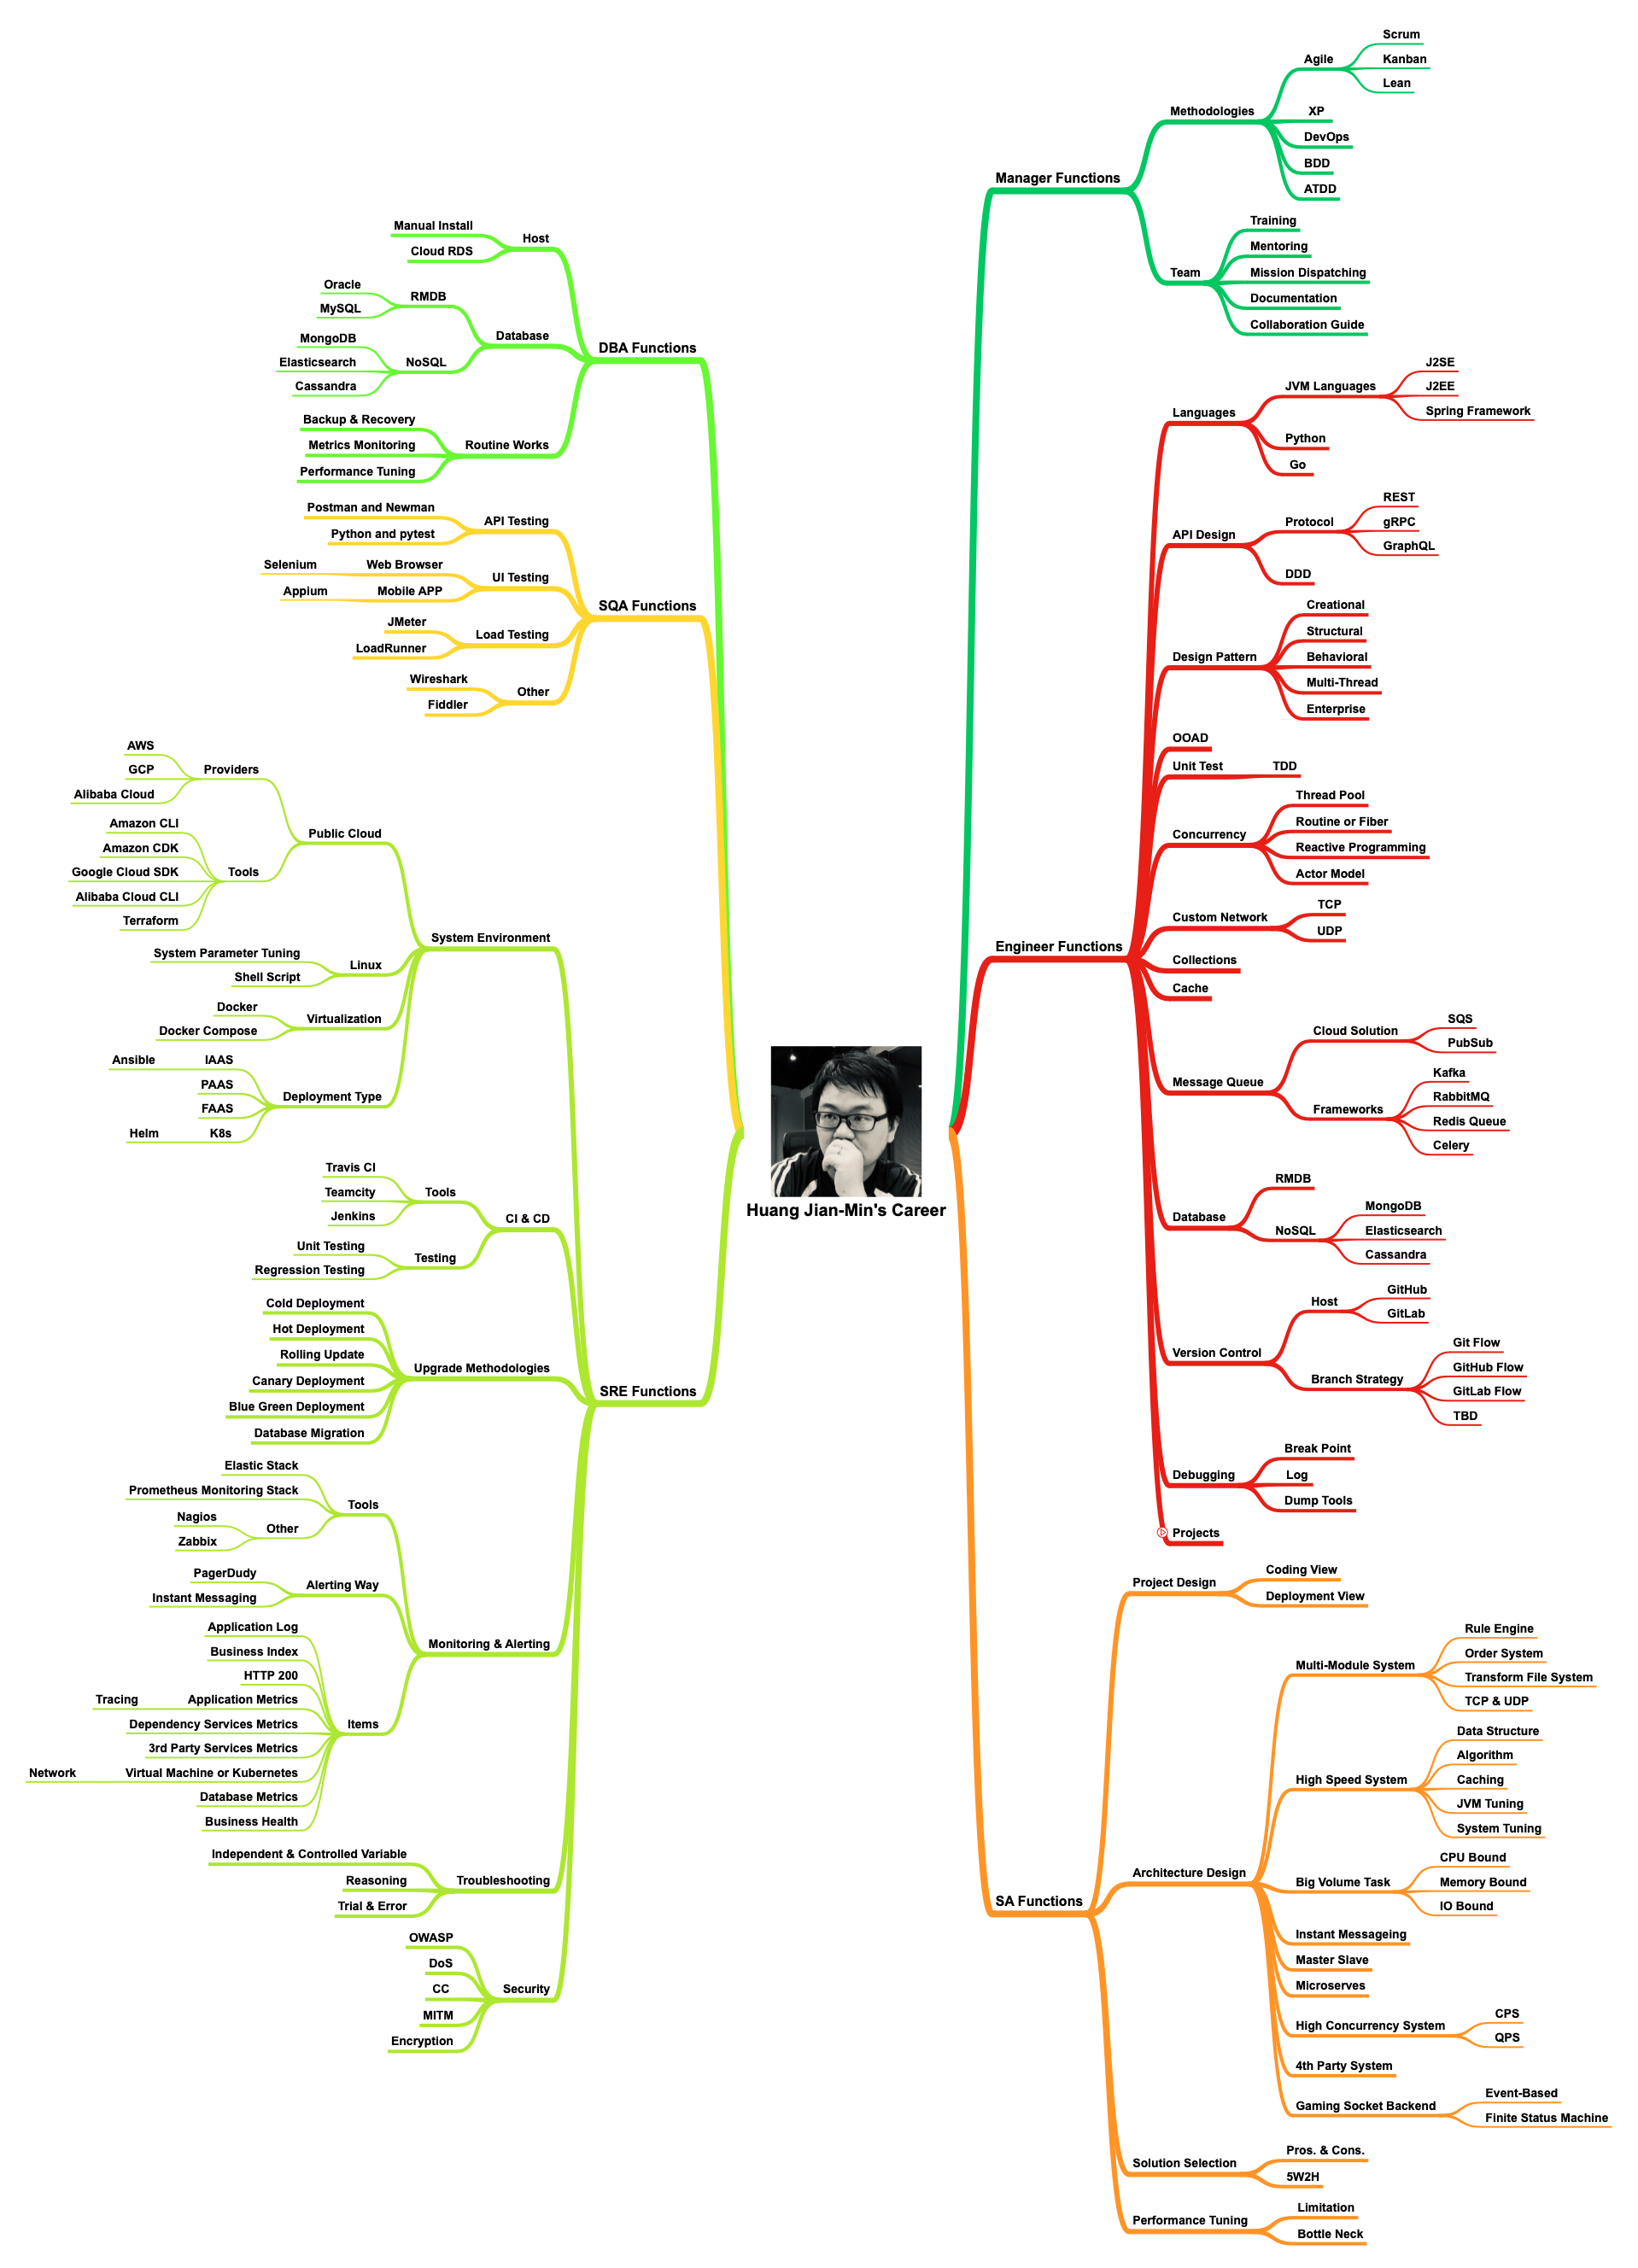 Huang Jian-Min's Career
Manager Functions
Methodologies
Agile
Scrum
Kanban
Lean
XP
DevOps
BDD
ATDD
Team
Training
Mentoring
Mission Dispatching
Documentation
Collaboration Guide
Engineer Functions
Languages
JVM Languages
J2SE
J2EE
Spring Framework
Python
Go
API Design
Protocol
REST
gRPC
GraphQL
DDD
Design Pattern
Creational
Structural
Behavioral
Multi-Thread
Enterprise
OOAD
Unit Test
TDD
Concurrency
Thread Pool
Routine or Fiber
Reactive Programming
Actor Model
Custom Network
TCP
UDP
Collections
Cache
Message Queue
Cloud Solution
SQS
PubSub
Frameworks
Kafka
RabbitMQ
Redis Queue
Celery
Database
RMDB
NoSQL
MongoDB
Elasticsearch
Cassandra
Version Control
Host
GitHub
GitLab
Branch Strategy
Git Flow
GitHub Flow
GitLab Flow
TBD
Debugging
Break Point
Log
Dump Tools
Projects
SA Functions
Project Design
Coding View
Deployment View
Architecture Design
Multi-Module System
Rule Engine
Order System
Transform File System
TCP & UDP
High Speed System
Data Structure
Algorithm
Caching
JVM Tuning
System Tuning
Big Volume Task
CPU Bound
Memory Bound
IO Bound
Instant Messageing
Master Slave
Microserves
High Concurrency System
CPS
QPS
4th Party System
Gaming Socket Backend
Event-Based
Finite Status Machine
Solution Selection
Pros. & Cons.
5W2H
Performance Tuning
Limitation
Bottle Neck
DBA Functions
Host
Manual Install
Cloud RDS
Database
RMDB
Oracle
MySQL
NoSQL
MongoDB
Elasticsearch
Cassandra
Routine Works
Backup & Recovery
Metrics Monitoring
Performance Tuning
SQA Functions
API Testing
Postman and Newman
Python and pytest
UI Testing
Web Browser
Selenium
Mobile APP
Appium
Load Testing
JMeter
LoadRunner
Other
Wireshark
Fiddler
SRE Functions
System Environment
Public Cloud
Providers
AWS
GCP
Alibaba Cloud
Tools
Amazon CLI
Amazon CDK
Google Cloud SDK
Alibaba Cloud CLI
Terraform
Linux
System Parameter Tuning
Shell Script
Virtualization
Docker
Docker Compose
Deployment Type
IAAS
Ansible
PAAS
FAAS
K8s
Helm
CI & CD
Tools
Travis CI
Teamcity
Jenkins
Testing
Unit Testing
Regression Testing
Upgrade Methodologies
Cold Deployment
Hot Deployment
Rolling Update
Canary Deployment
Blue Green Deployment
Database Migration
Monitoring & Alerting
Tools
Elastic Stack
Prometheus Monitoring Stack
Other
Nagios
Zabbix
Alerting Way
PagerDudy
Instant Messaging
Items
Application Log
Business Index
HTTP 200
Application Metrics
Tracing
Dependency Services Metrics
3rd Party Services Metrics
Virtual Machine or Kubernetes
Network
Database Metrics
Business Health
Troubleshooting
Independent & Controlled Variable
Reasoning
Trial & Error
Security
OWASP
DoS
CC
MITM
Encryption